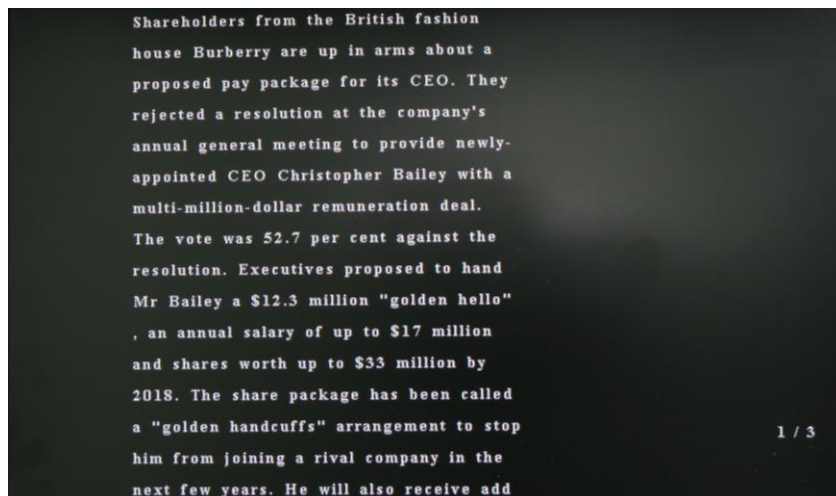 Shareholders from the British fashion
house Burberry are up in arms about a
proposed pay package for its CEO. They
rejected a resolution at the company's
annual general meeting to provide newly-
appointed CEO Christopher Bailey with a
multi-million-dollar remuneration deal.
The vote was 52.7 per cent against the
resolution. Executives proposed to hand
Mr Bailey a $12.3 million "golden hello"
, an annual salary of up to $17 million
and shares worth up to $33 million by
2018. The share package has been called
a "golden handcuffs" arrangement to stop
1 / 3
him from joining a rival company in the
next few years. He will also receive add